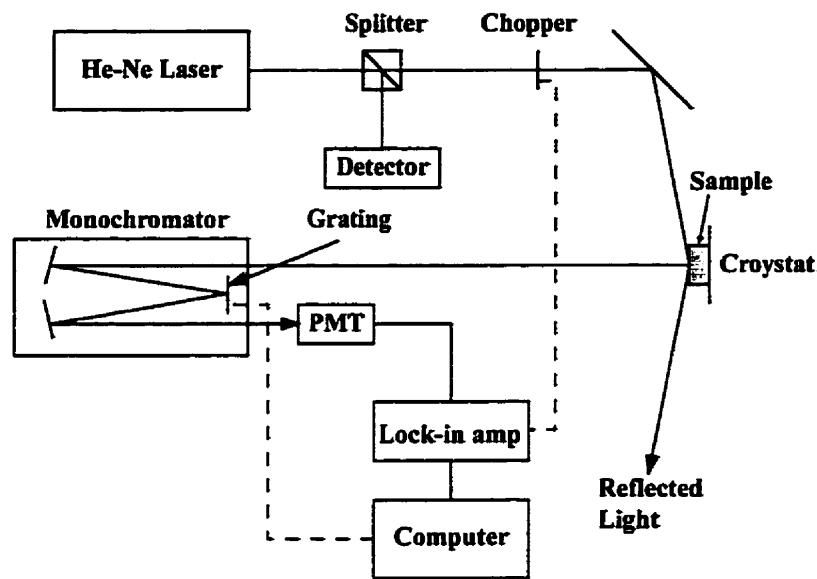 Splitter
Chopper
He-Ne Laser
Detector
Sample
Monochromator
Grating
Croystat
PMT
Lock-in amp
Reflected
Light
Computer